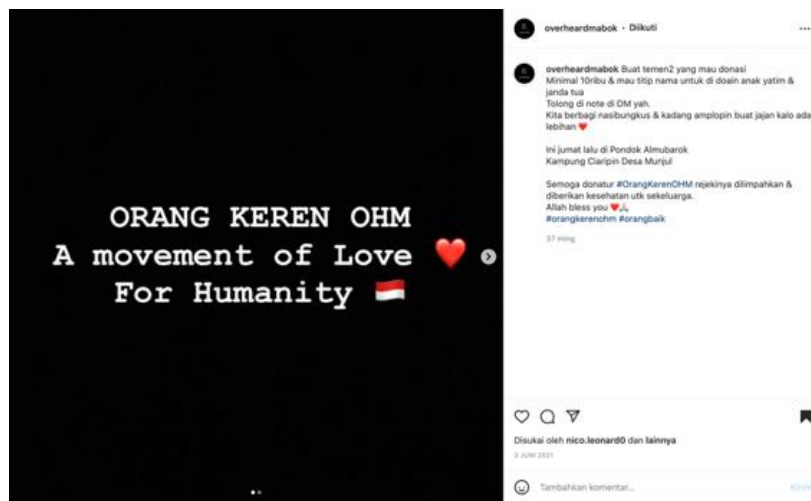 ORANG KEREN OHM
A movement of Love ❤️
For Humanity 🇮🇩
overheardmabok • Diikuti
overheardmabok Buat temen2 yang mau donasi
Minimal 10ribu & mau titip nama untuk di doain anak yatim &
janda tua
Tolong di note di DM yah.
Kita berbagi nasibungkus & kadang amplopin buat jajan kalo ada
lebihan ❤️
Ini jumat lalu di Pondok Almubarok
Kampung Ciaripin Desa Munjul
Semoga donatur #OrangKerenOHM rejekinya dilimpahkan &
diberikan kesehatan utk sekeluarga.
Allah bless you ❤️🙏
#orangkerenohm #orangbaik
37 ming
Disukai oleh nico.leonard0 dan lainnya
3 JUNI 2021
Tambahkan komentar...